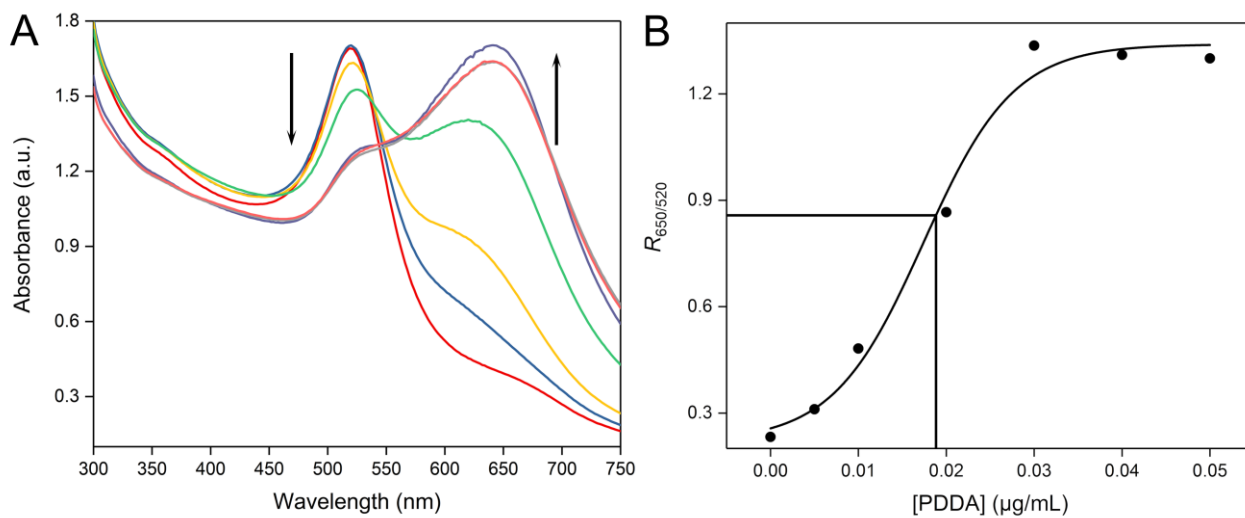 A
Absorbance (a.u.)
1.8
1.5
1.2
0.9
0.6
0.3
300 350 400 450 500 550 600 650 700 750
Wavelength (nm)
B
R650/520
1.2
0.9
0.6
0.3
0.00 0.01 0.02 0.03 0.04 0.05
[PDDA] (μg/mL)